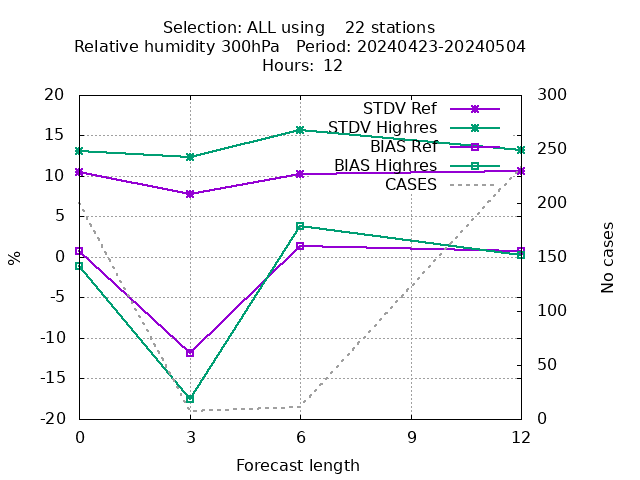 Selection: ALL using    22 stations
Relative humidity 300hPa   Period: 20240423-20240504
Hours:  12
20
15
10
5
0
-5
-10
-15
-20
%
STDV Ref
STDV Highres
BIAS Ref
BIAS Highres
CASES
300
250
200
150
100
50
0
No cases
0
3
6
9
12
Forecast length